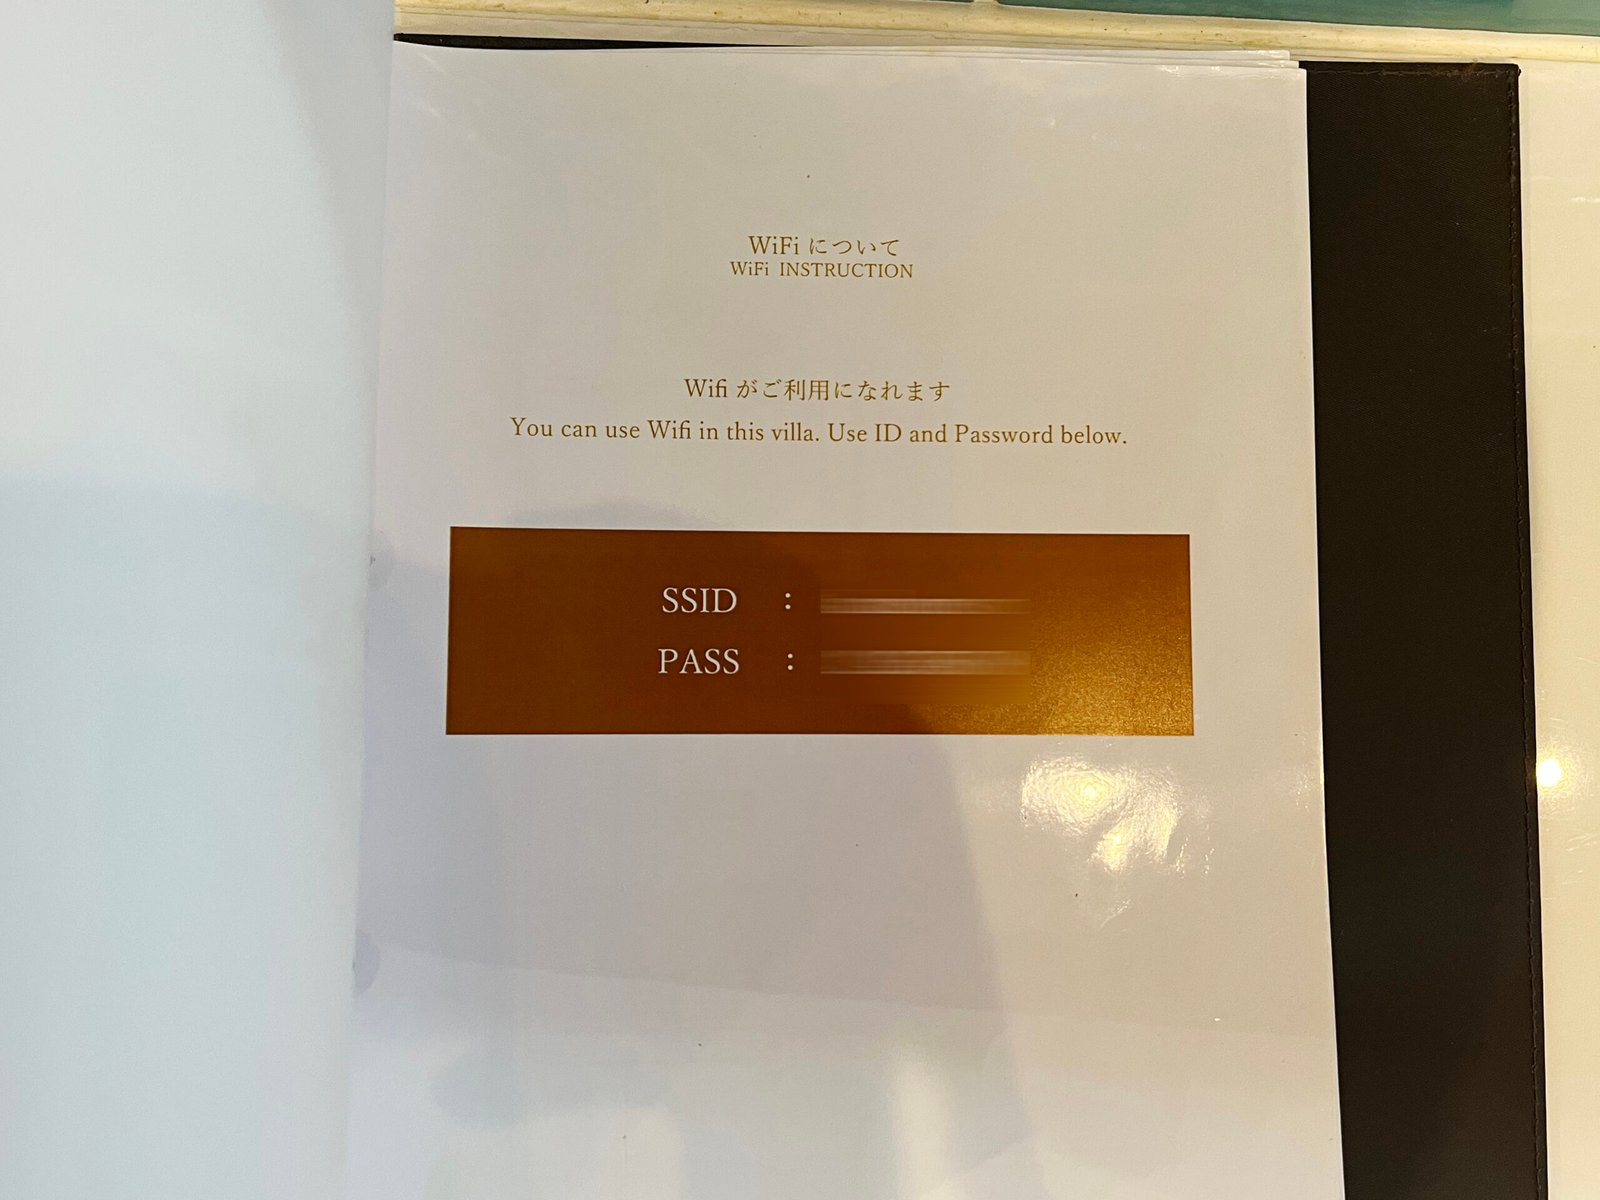 WiFi について
WiFi INSTRUCTION
Wifi がご利用になれます
You can use Wifi in this villa. Use ID and Password below.
SSID :
PASS :